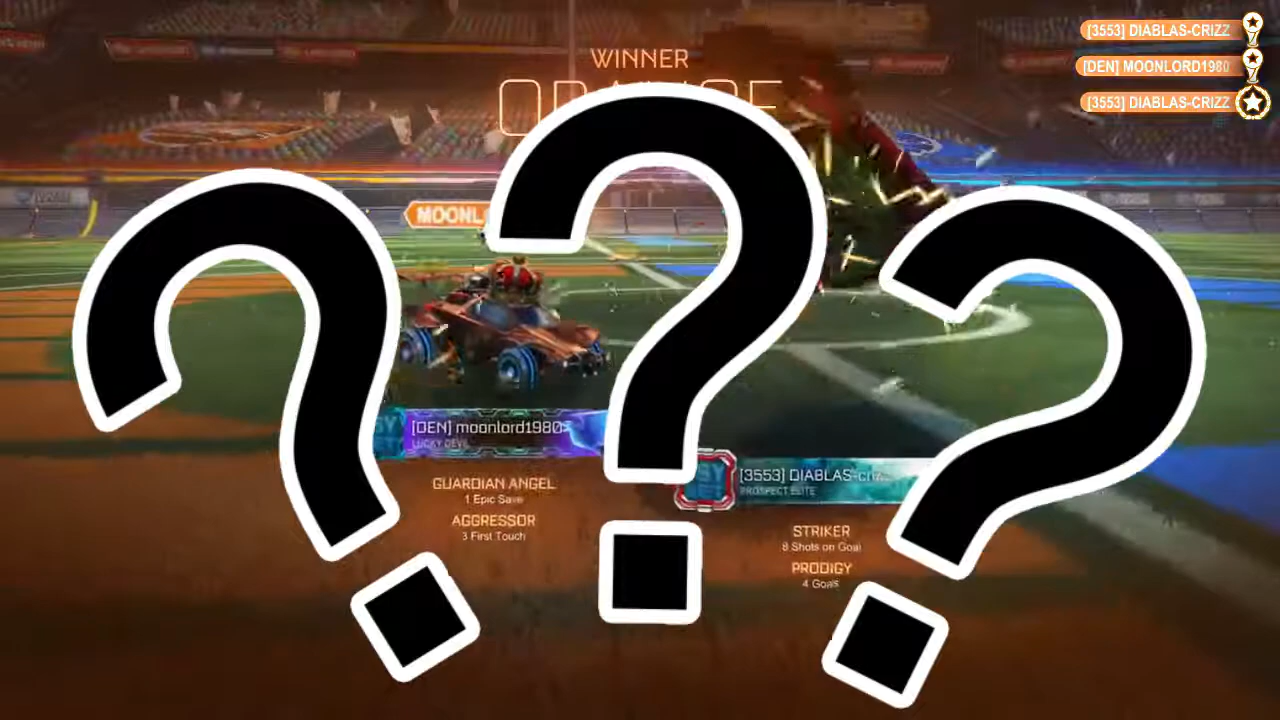 WINNER
[3553] DIABLAS-CRIZZ
[DEN] MOONLORD1980
[3553] DIABLAS-CRIZZ
MOONL
[DEN] moonlord1980
LUCKY DEVIL
GUARDIAN ANGEL
1 Epic Save
AGGRESSOR
3 First Touch
[3553] DIABLAS-criz
PROSPECT ELITE
STRIKER
8 Shots on Goal
PRODIGY
4 Goals
? ? ?